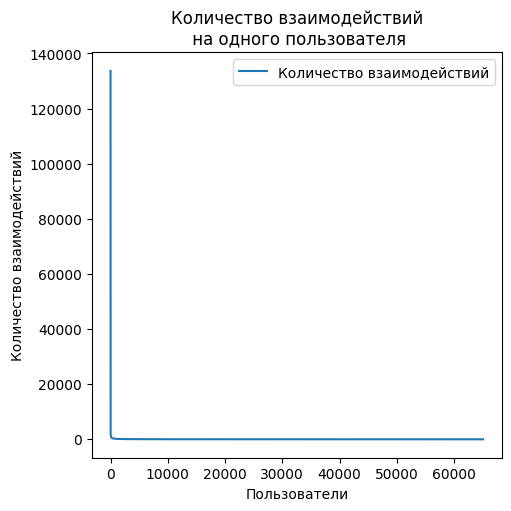 Количество взаимодействий
на одного пользователя
Количество взаимодействий
Количество взаимодействий
140000
120000
100000
80000
60000
40000
20000
0
0 10000 20000 30000 40000 50000 60000
Пользователи